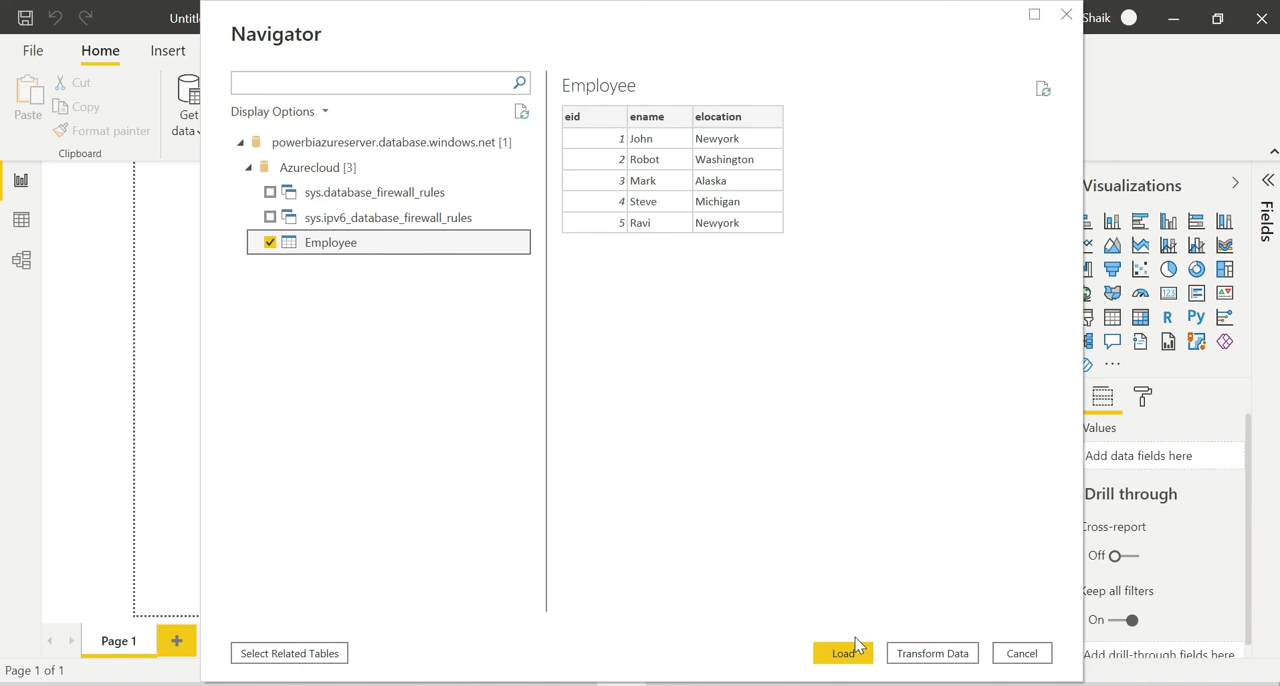 Shaik
File
Home
Insert
Paste
Cut
Copy
Format painter
Clipboard
Get
data
Navigator
Display Options
powerbiazureserver.database.windows.net [1]
Azurecloud [3]
sys.database_firewall_rules
sys.ipv6_database_firewall_rules
Employee
Employee
eid ename elocation
1 John Newyork
2 Robot Washington
3 Mark Alaska
4 Steve Michigan
5 Ravi Newyork
Select Related Tables
Load
Transform Data
Cancel
Visualizations
Fields
123
R
Py
Values
Add data fields here
Drill through
Cross-report
Off
Keep all filters
On
Add drill-through fields here
Page 1
Page 1 of 1